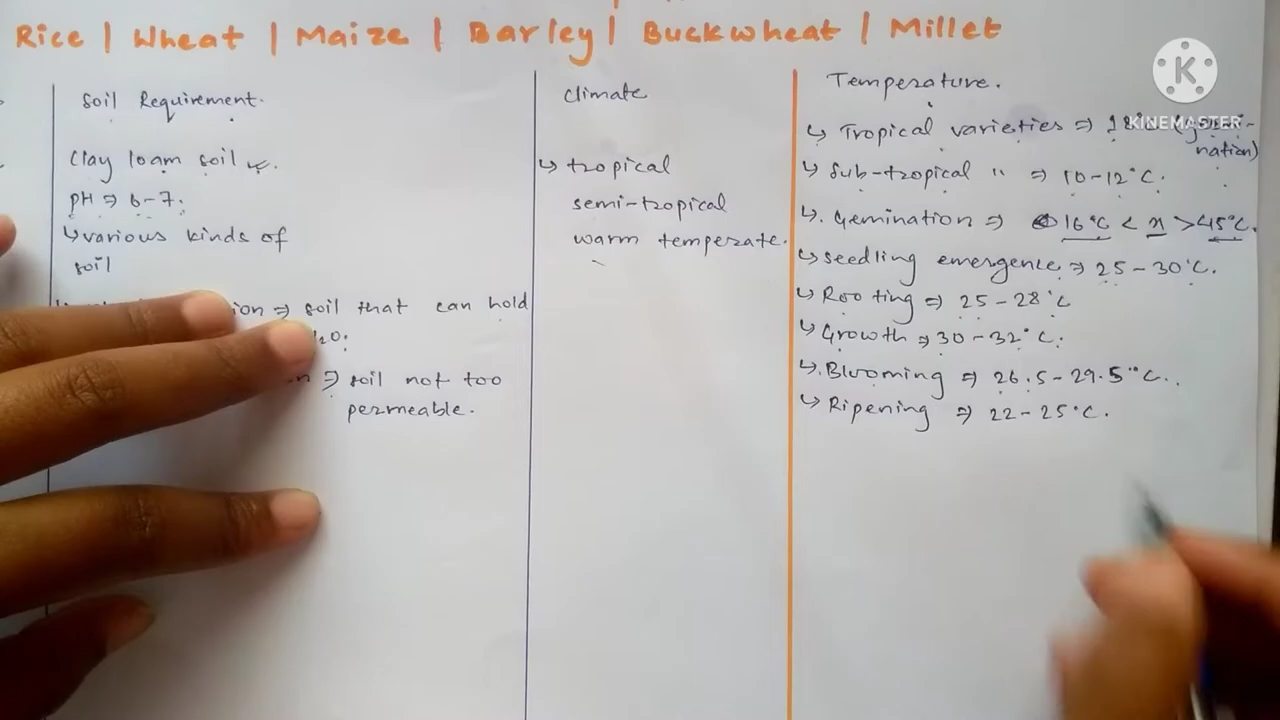 Rice | Wheat | Maize | Barley | Buckwheat | Millet
Soil Requirement.
Clay loam soil
pH ⇒ 6-7.
↳ various kinds of
soil
⇒ soil that can hold
H₂O.
⇒ soil not too
permeable.
Climate
↳ tropical
semi-tropical
warm temperate.
Temperature.
↳ Tropical varieties ⇒
nation)
↳ Sub-tropical " ⇒ 10-12°C.
↳ Gemination ⇒ 16°C < n > 45°C.
↳ Seedling emergence ⇒ 25-30°C.
↳ Rooting ⇒ 25-28°C
↳ Growth ⇒ 30-32°C.
↳ Blooming ⇒ 26.5-29.5°C.
↳ Ripening ⇒ 22-25°C.
K
KINEMASTER